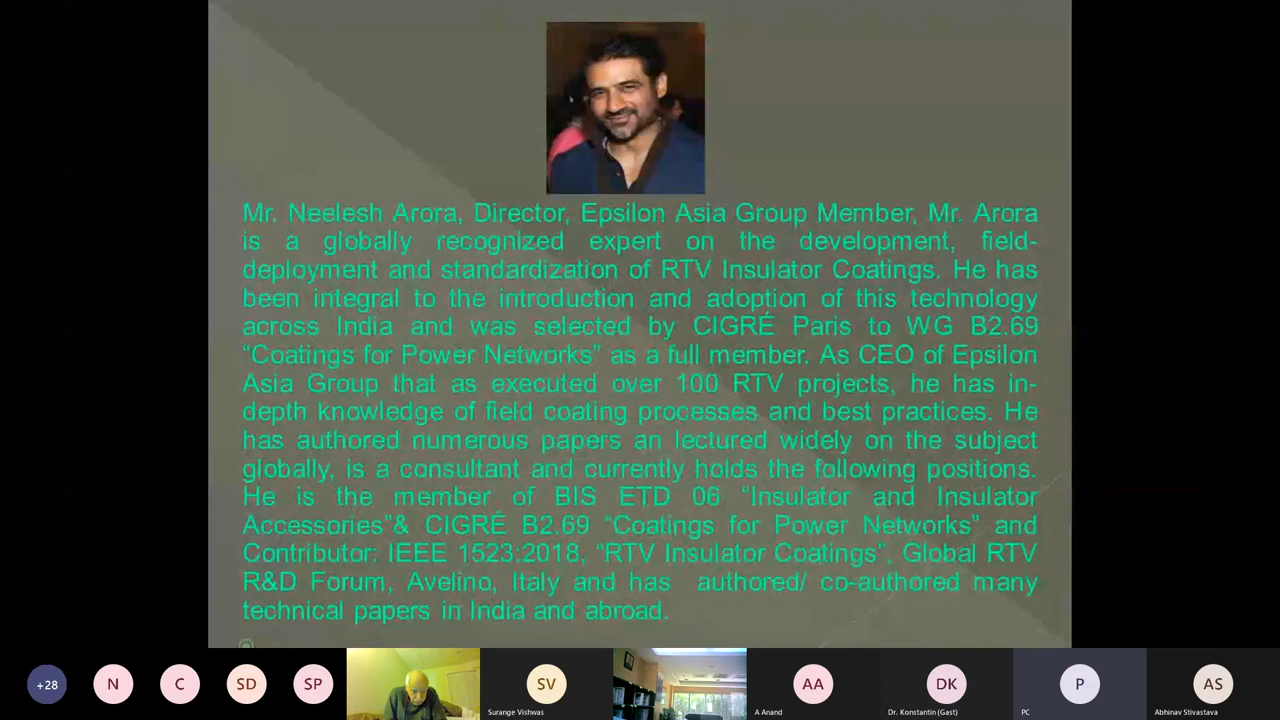 Mr. Neelesh Arora, Director, Epsilon Asia Group Member, Mr. Arora
is a globally recognized expert on the development, field-
deployment and standardization of RTV Insulator Coatings. He has
been integral to the introduction and adoption of this technology
across India and was selected by CIGRÉ Paris to WG B2.69
“Coatings for Power Networks” as a full member. As CEO of Epsilon
Asia Group that as executed over 100 RTV projects, he has in-
depth knowledge of field coating processes and best practices. He
has authored numerous papers an lectured widely on the subject
globally, is a consultant and currently holds the following positions.
He is the member of BIS ETD 06 “Insulator and Insulator
Accessories”& CIGRÉ B2.69 “Coatings for Power Networks” and
Contributor: IEEE 1523:2018, “RTV Insulator Coatings”, Global RTV
R&D Forum, Avelino, Italy and has authored/ co-authored many
technical papers in India and abroad.
+28
N
C
SD
SP
SV
Surange Vishwas
AA
A Anand
DK
Dr. Konstantin (Gast)
P
PC
AS
Abhinav Stivastava